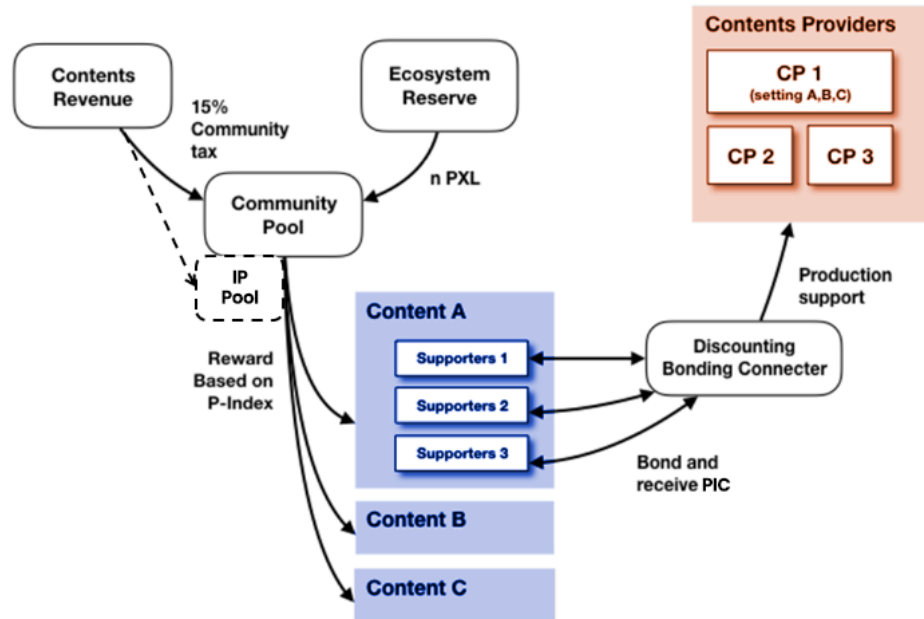 Contents
Revenue
15%
Community
tax
Ecosystem
Reserve
n PXL
Community
Pool
IP
Pool
Reward
Based on
P-Index
Content A
Supporters 1
Supporters 2
Supporters 3
Content B
Content C
Contents Providers
CP 1
(setting A,B,C)
CP 2
CP 3
Production
support
Discounting
Bonding Connecter
Bond and
receive PIC